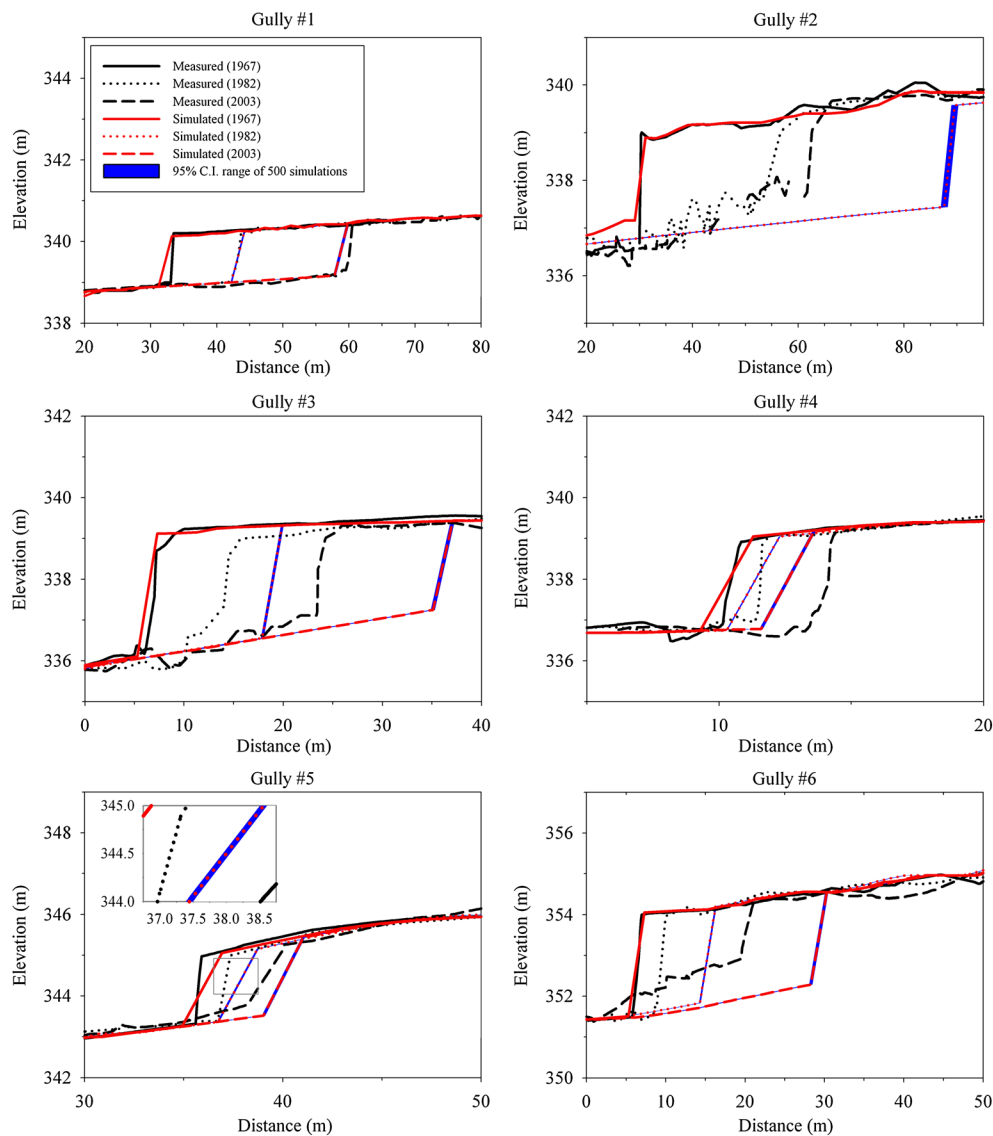 Gully #1
Gully #2
Elevation (m)
344
342
340
338
Measured (1967)
Measured (1982)
Measured (2003)
Simulated (1967)
Simulated (1982)
Simulated (2003)
95% C.I. range of 500 simulations
20 30 40 50 60 70 80
Distance (m)
Elevation (m)
340
338
336
20 40 60 80
Distance (m)
Gully #3
Gully #4
Elevation (m)
342
340
338
336
0 10 20 30 40
Distance (m)
Elevation (m)
342
340
338
336
10 20
Distance (m)
Gully #5
Gully #6
Elevation (m)
348
346
344
342
345.0
344.5
344.0
37.0 37.5 38.0 38.5
30 40 50
Distance (m)
Elevation (m)
356
354
352
350
0 10 20 30 40 50
Distance (m)